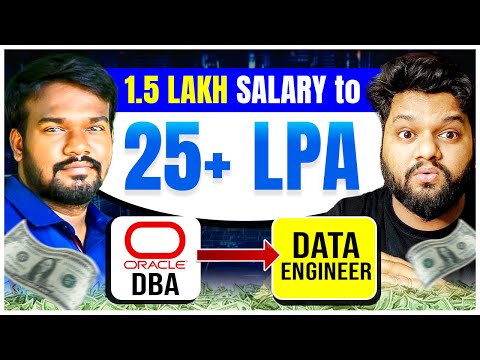 1.5 LAKH SALARY to
25+ LPA
ORACLE
DBA
DATA
ENGINEER